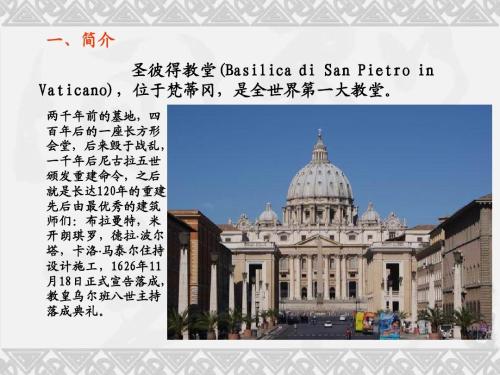 一、简介
圣彼得教堂(Basilica di San Pietro in
Vaticano)，位于梵蒂冈，是全世界第一大教堂。
两千年前的墓地，四
百年后的一座长方形
会堂，后来毁于战乱，
一千年后尼古拉五世
颁发重建命令，之后
就是长达120年的重建
先后由最优秀的建筑
师们：布拉曼特，米
开朗琪罗，德拉·波尔
塔，卡洛·马泰尔住持
设计施工，1626年11
月18日正式宣告落成，
教皇乌尔班八世主持
落成典礼。